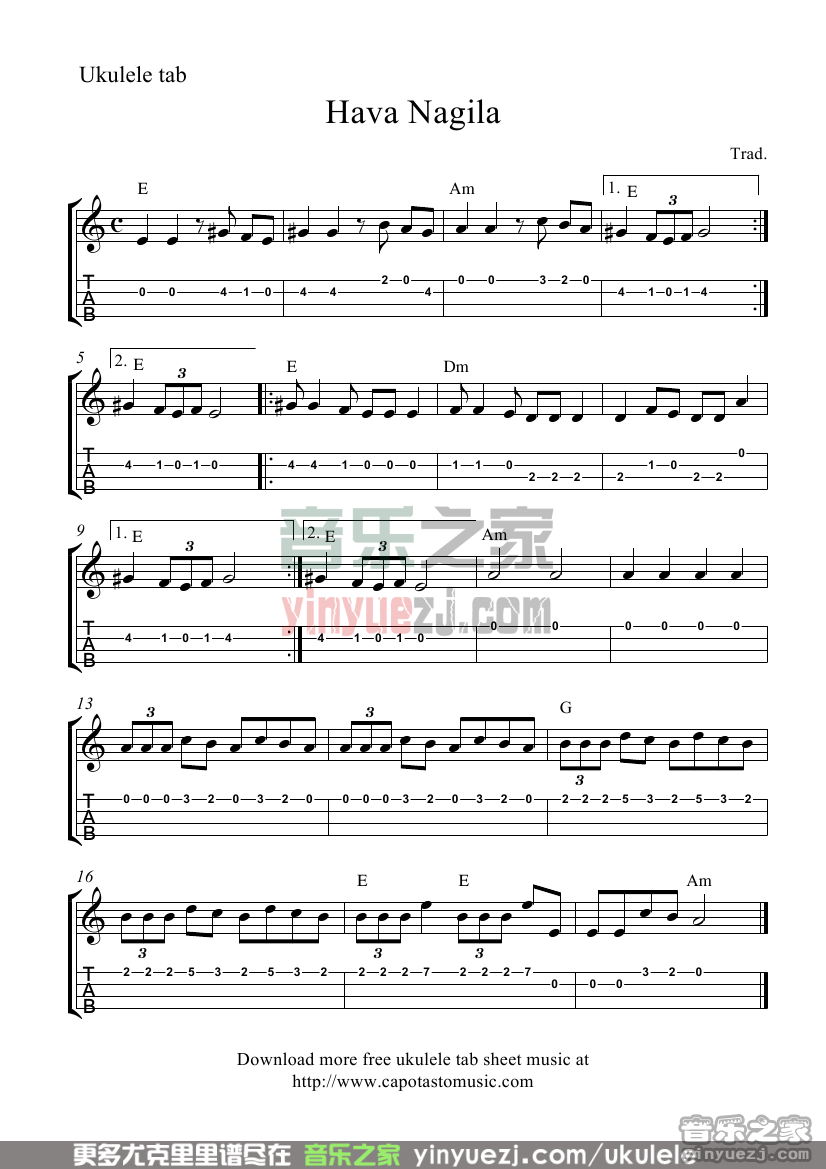 Ukulele tab
Hava Nagila
Trad.
E Am 1. E
3
T A B
0 0 4 1 0 4 4 2 0 4 0 0 3 2 0 4 1 0 1 4
5 2. E E Dm
3
T A B
4 1 0 1 0 4 4 1 0 0 0 1 1 0 2 2 2 2 1 0 2 2 0
音乐之家
9 1. E 2. E Am
3 3
yinyuezj.com
T A B
4 1 0 1 4 4 1 0 1 0 0 0 0 0 0 0
13 G
3 3 3
T A B
0 0 0 3 2 0 3 2 0 0 0 0 3 2 0 3 2 0 2 2 2 5 3 2 5 3 2
16 E E Am
3 3 3
T A B
2 2 2 5 3 2 5 3 2 2 2 2 7 2 2 2 7 0 0 0 3 2 0
Download more free ukulele tab sheet music at
http://www.capotastomusic.com
音乐之家
更多尤克里里谱尽在 音乐之家 yinyuezj.com/ukulele
www.yinyuezj.com